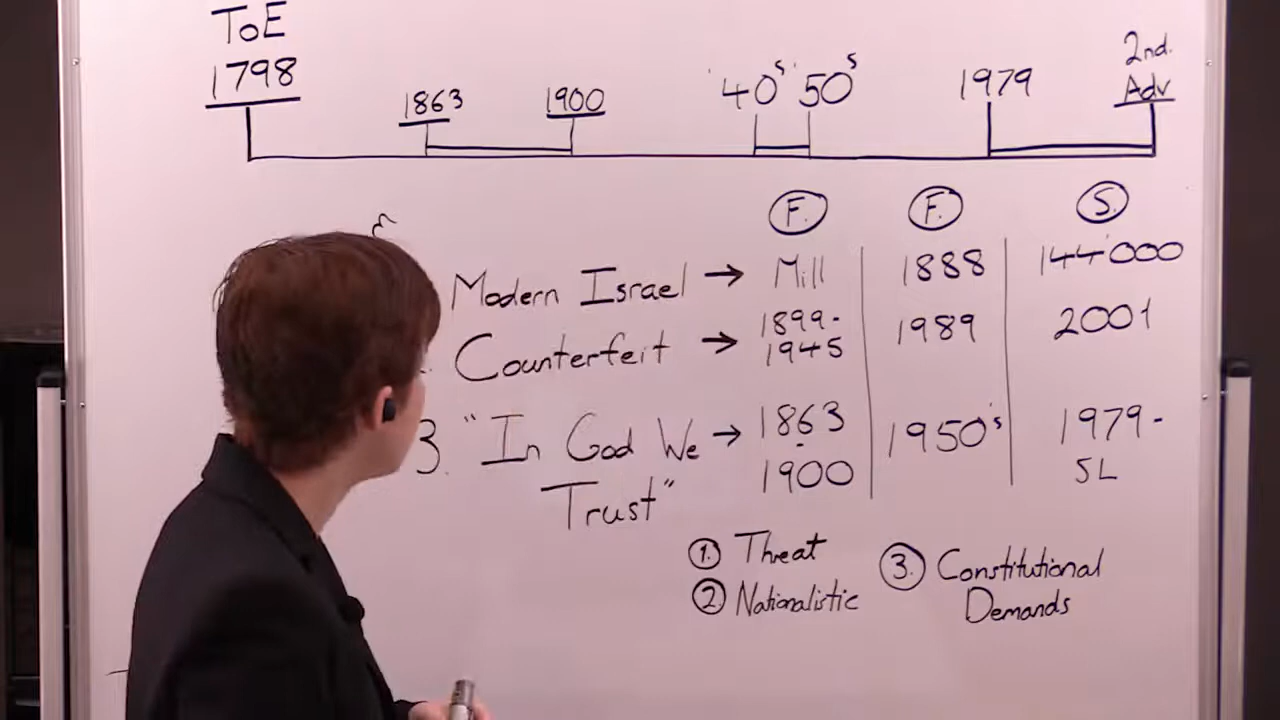 ToE
1798
1863
1900
'40s '50s
1979
2nd.
Adv
F.
F.
S.
Modern Israel → Mill 1888 144'000
Counterfeit → 1899-1945 1989 2001
3. "In God We Trust" → 1863-1900 1950's 1979-SL
1. Threat
2 Nationalistic
3. Constitutional
Demands